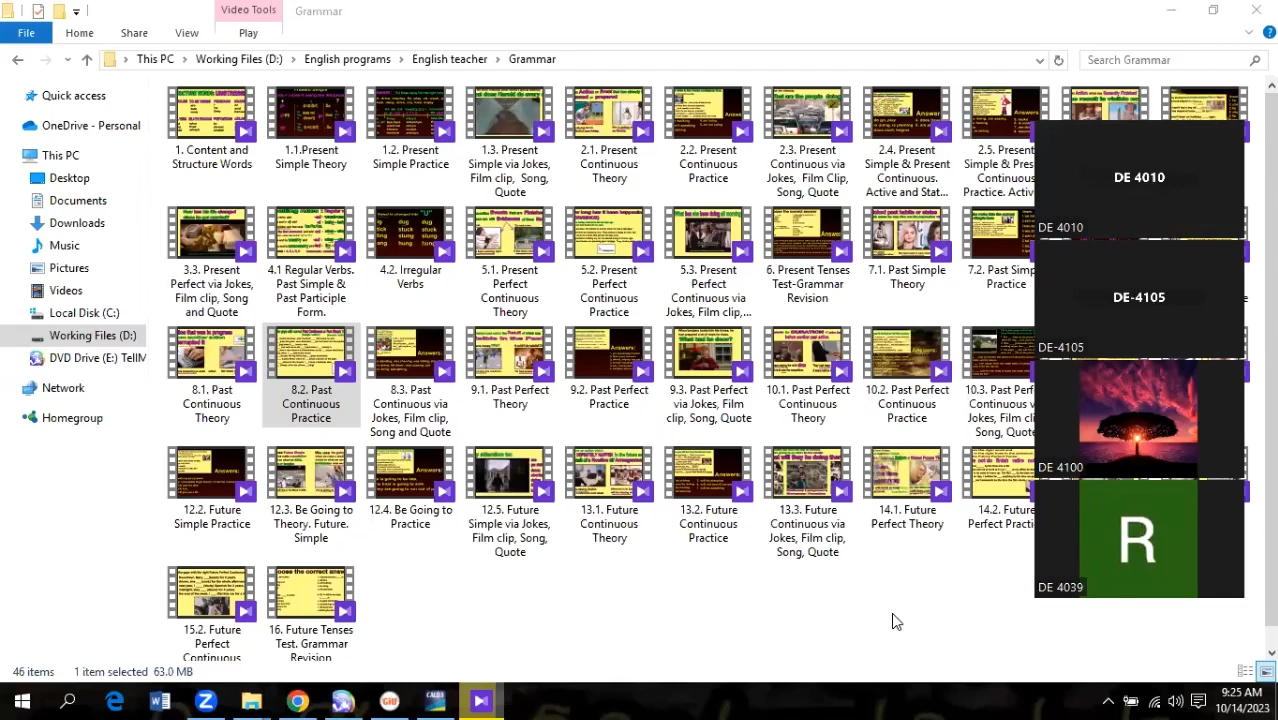 Video Tools
Grammar
File
Home
Share
View
Play
This PC
Working Files (D:)
English programs
English teacher
Grammar
Search Grammar
Quick access
OneDrive - Personal
This PC
Desktop
Documents
Downloads
Music
Pictures
Videos
Local Disk (C:)
Working Files (D:)
DVD Drive (E:) TellM
Network
Homegroup
1. Content and
Structure Words
1.1.Present
Simple Theory
1.2. Present
Simple Practice
1.3. Present
Simple via Jokes,
Film clip, Song,
Quote
2.1. Present
Continuous
Theory
2.2. Present
Continuous
Practice
2.3. Present
Continuous via
Jokes, Film clip,
Song, Quote
2.4. Present
Simple & Present
Continuous.
Active and Stat...
2.5. Present
Simple & Pres
Continuous
Practice. Activ
3.3. Present
Perfect via Jokes,
Film clip, Song
and Quote
4.1 Regular Verbs.
Past Simple &
Past Participle
Form.
4.2. Irregular
Verbs
5.1. Present
Perfect
Continuous
Theory
5.2. Present
Perfect
Continuous
Practice
5.3. Present
Perfect
Continuous via
Jokes, Film clip,...
6. Present Tenses
Test-Grammar
Revision
7.1. Past Simple
Theory
7.2. Past Simp
Practice
8.1. Past
Continuous
Theory
8.2. Past
Continuous
Practice
8.3. Past
Continuous via
Jokes, Film clip,
Song and Quote
9.1. Past Perfect
Theory
9.2. Past Perfect
Practice
9.3. Past Perfect
via Jokes, Film
clip, Song, Quote
10.1. Past Perfect
Continuous
Theory
10.2. Past Perfect
Continuous
Practice
10.3. Past Perfect
Continuous via
Jokes, Film clip,
Song, Quote
12.2. Future
Simple Practice
12.3. Be Going to
Theory. Future.
Simple
12.4. Be Going to
Practice
12.5. Future
Simple via Jokes,
Film clip, Song,
Quote
13.1. Future
Continuous
Theory
13.2. Future
Continuous
Practice
13.3. Future
Continuous via
Jokes, Film clip,
Song, Quote
14.1. Future
Perfect Theory
14.2. Future
Perfect Practi
15.2. Future
Perfect
Continuous
16. Future Tenses
Test. Grammar
Revision
DE 4010
DE 4010
DE-4105
DE-4105
DE 4100
R
DE 4039
46 items
1 item selected 63.0 MB
9:25 AM
10/14/2023